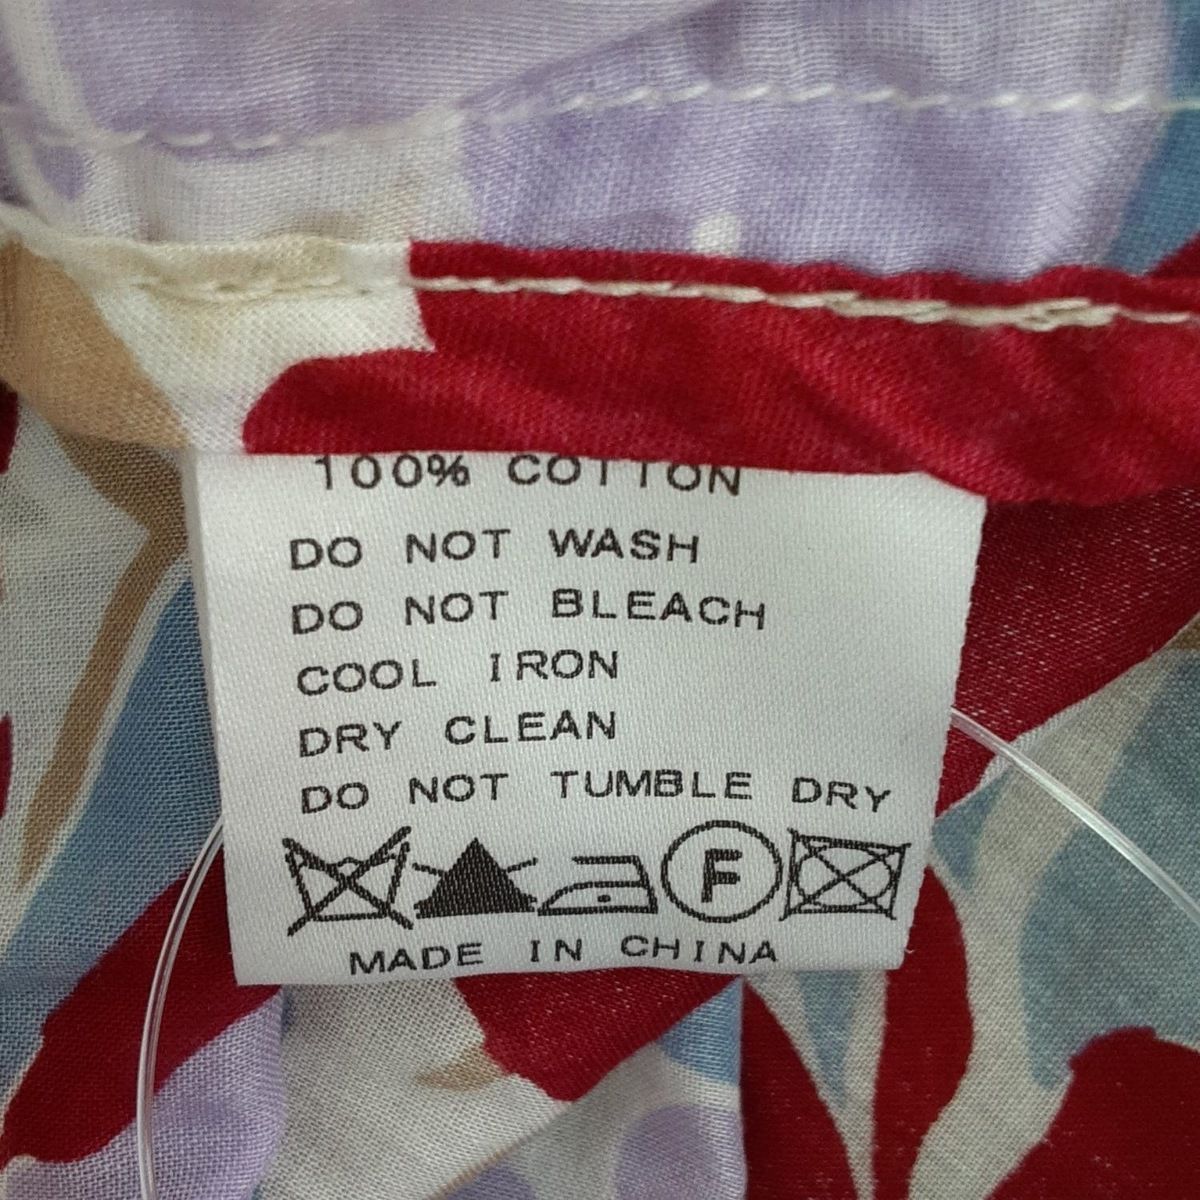 100% COTTON
DO NOT WASH
DO NOT BLEACH
COOL IRON
DRY CLEAN
DO NOT TUMBLE DRY
F
MADE IN CHINA